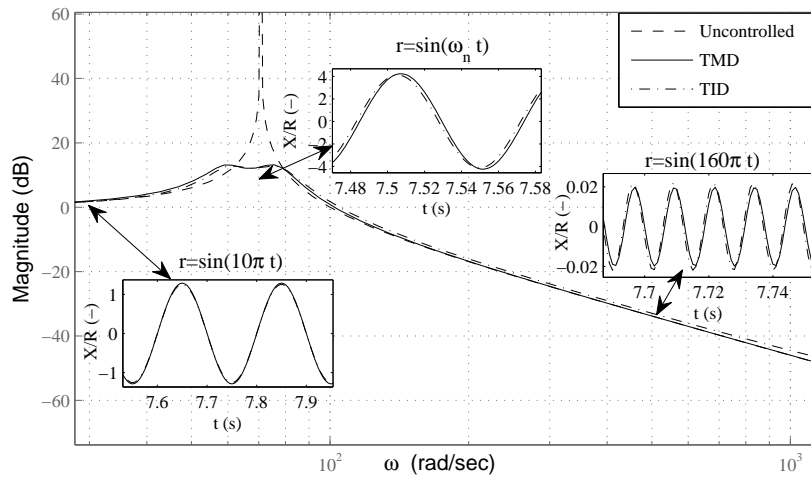 60
40
20
0
−20
−40
−60
Magnitude (dB)
10²
10³
ω (rad/sec)
Uncontrolled
TMD
TID
r=sin(ωₙ t)
4
2
0
−2
−4
X/R (−)
7.48 7.5 7.52 7.54 7.56 7.58
t (s)
r=sin(160π t)
0.02
0
−0.02
X/R (−)
7.7 7.72 7.74
t (s)
r=sin(10π t)
1
0
−1
X/R (−)
7.6 7.7 7.8 7.9
t (s)